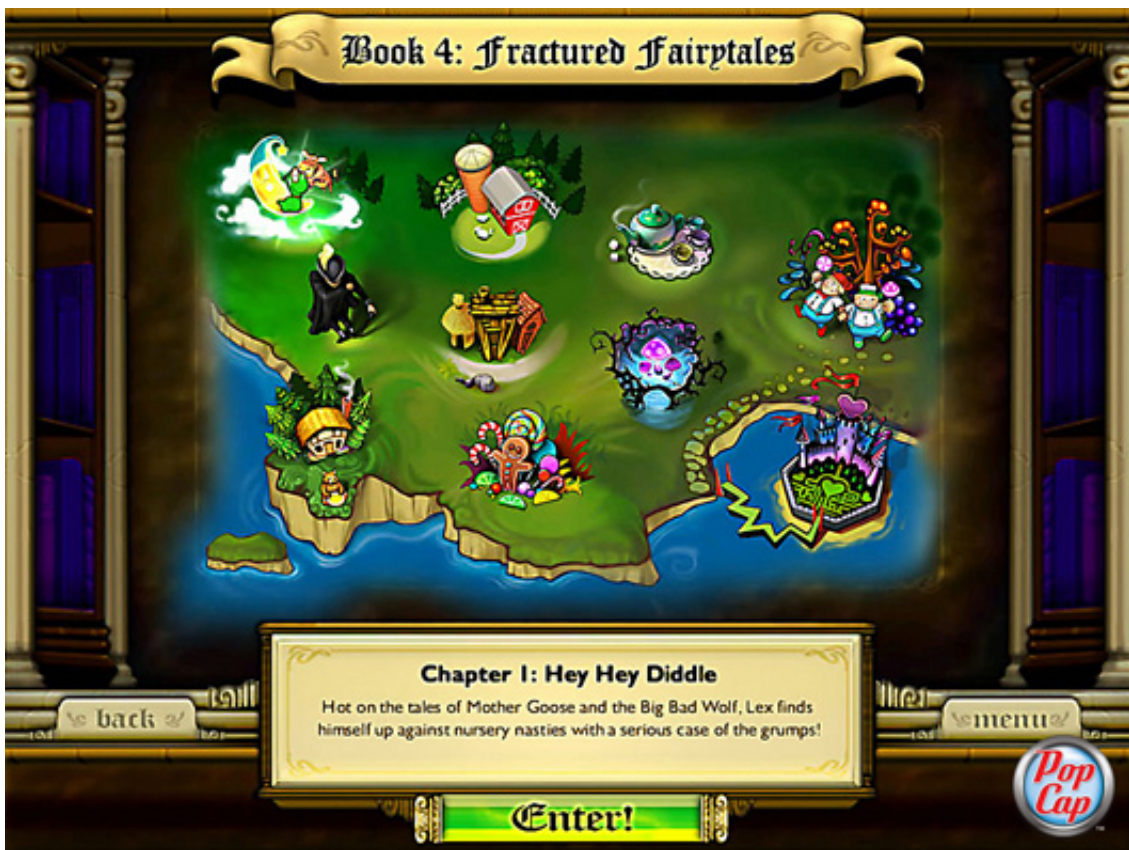 Book 4: Fractured Fairytales
Chapter 1: Hey Hey Diddle
Hot on the tales of Mother Goose and the Big Bad Wolf, Lex finds
himself up against nursery nasties with a serious case of the grumps!
back
menu
Pop
Cap
™
Enter!